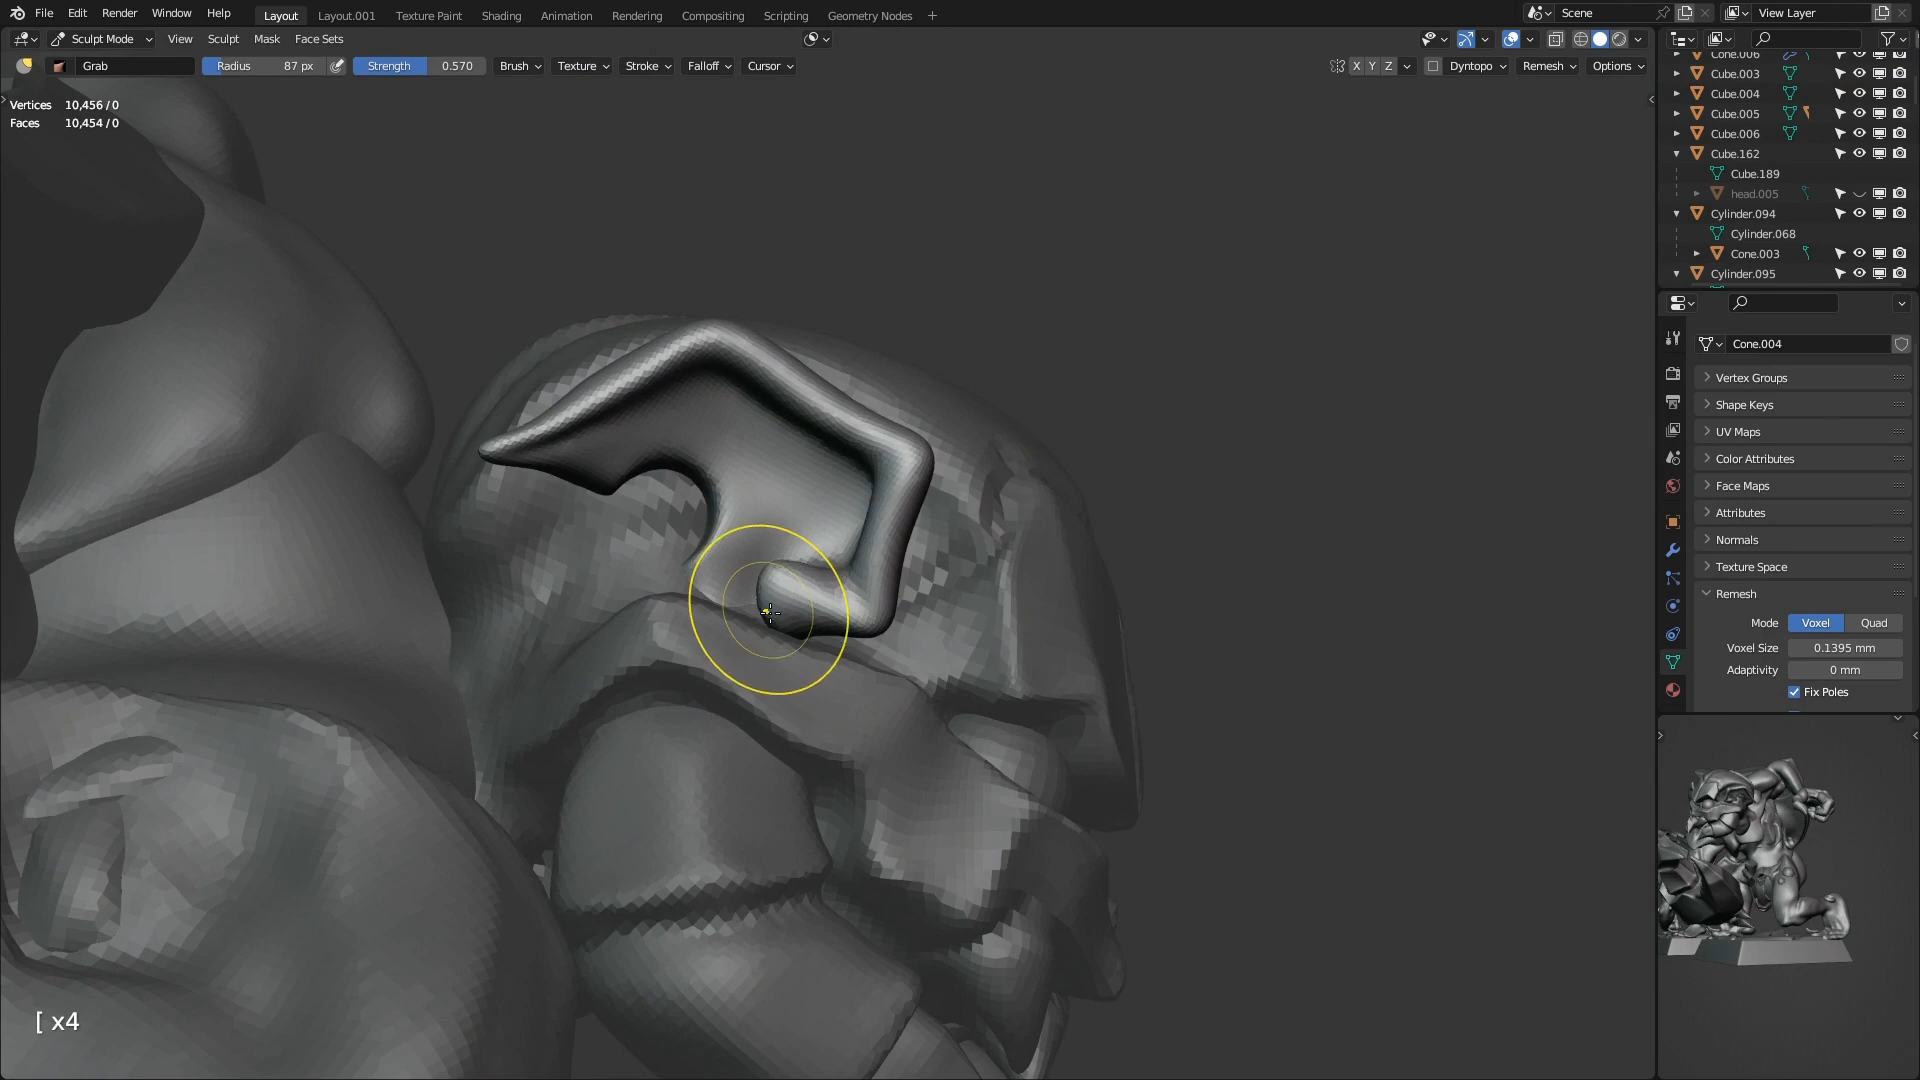 File Edit Render Window Help Layout Layout.001 Texture Paint Shading Animation Rendering Compositing Scripting Geometry Nodes + Scene View Layer
Sculpt Mode View Sculpt Mask Face Sets
Grab Radius 87 px Strength 0.570 Brush Texture Stroke Falloff Cursor X Y Z Dyntopo Remesh Options
Vertices 10,456 / 0
Faces 10,454 / 0
Cone.006
Cube.003
Cube.004
Cube.005
Cube.006
Cube.162
Cube.189
head.005
Cylinder.094
Cylinder.068
Cone.003
Cylinder.095
Cone.004
Vertex Groups
Shape Keys
UV Maps
Color Attributes
Face Maps
Attributes
Normals
Texture Space
Remesh
Mode Voxel Quad
Voxel Size 0.1395 mm
Adaptivity 0 mm
Fix Poles
[ x4